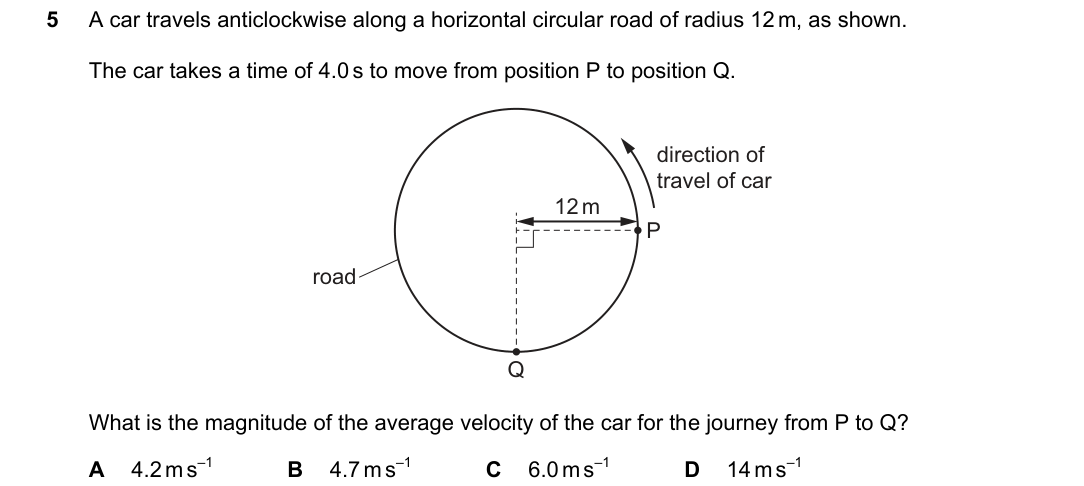 5 A car travels anticlockwise along a horizontal circular road of radius 12 m, as shown.
The car takes a time of 4.0 s to move from position P to position Q.
direction of
travel of car
12 m
P
road
Q
What is the magnitude of the average velocity of the car for the journey from P to Q?
A 4.2 m s⁻¹ B 4.7 m s⁻¹ C 6.0 m s⁻¹ D 14 m s⁻¹